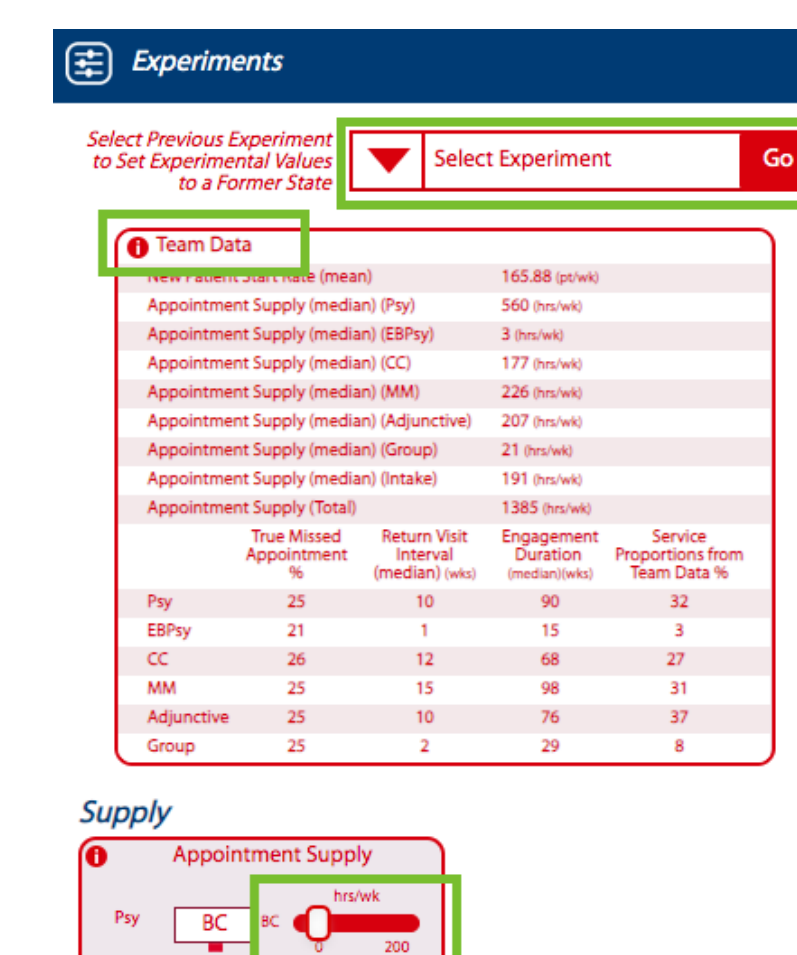 Experiments
Select Previous Experiment
to Set Experimental Values
to a Former State
Select Experiment Go
Team Data
New Patient Start Rate (mean) 165.88 (pt/wk)
Appointment Supply (median) (Psy) 560 (hrs/wk)
Appointment Supply (median) (EBPsy) 3 (hrs/wk)
Appointment Supply (median) (CC) 177 (hrs/wk)
Appointment Supply (median) (MM) 226 (hrs/wk)
Appointment Supply (median) (Adjunctive) 207 (hrs/wk)
Appointment Supply (median) (Group) 21 (hrs/wk)
Appointment Supply (median) (Intake) 191 (hrs/wk)
Appointment Supply (Total) 1385 (hrs/wk)
True Missed Return Visit Engagement Service
Appointment Interval Duration Proportions from
% (median) (wks) (median)(wks) Team Data %
Psy 25 10 90 32
EBPsy 21 1 15 3
CC 26 12 68 27
MM 25 15 98 31
Adjunctive 25 10 76 37
Group 25 2 29 8
Supply
Appointment Supply
hrs/wk
Psy BC BC
0 200